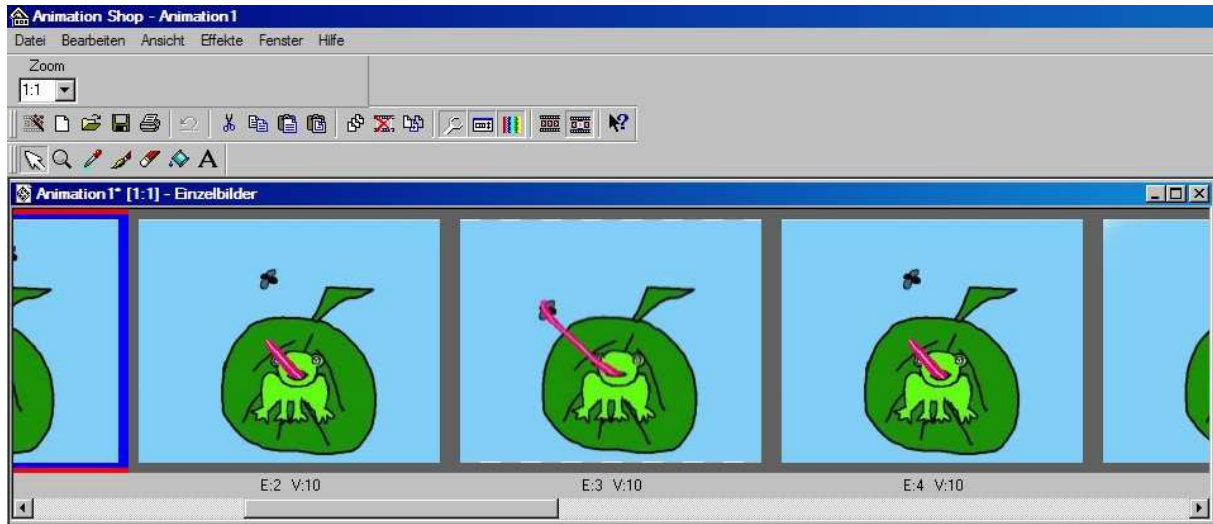 Animation Shop - Animation1
Datei Bearbeiten Ansicht Effekte Fenster Hilfe
Zoom
1:1
A
Animation1* [1:1] - Einzelbilder
E:2 V:10 E:3 V:10 E:4 V:10